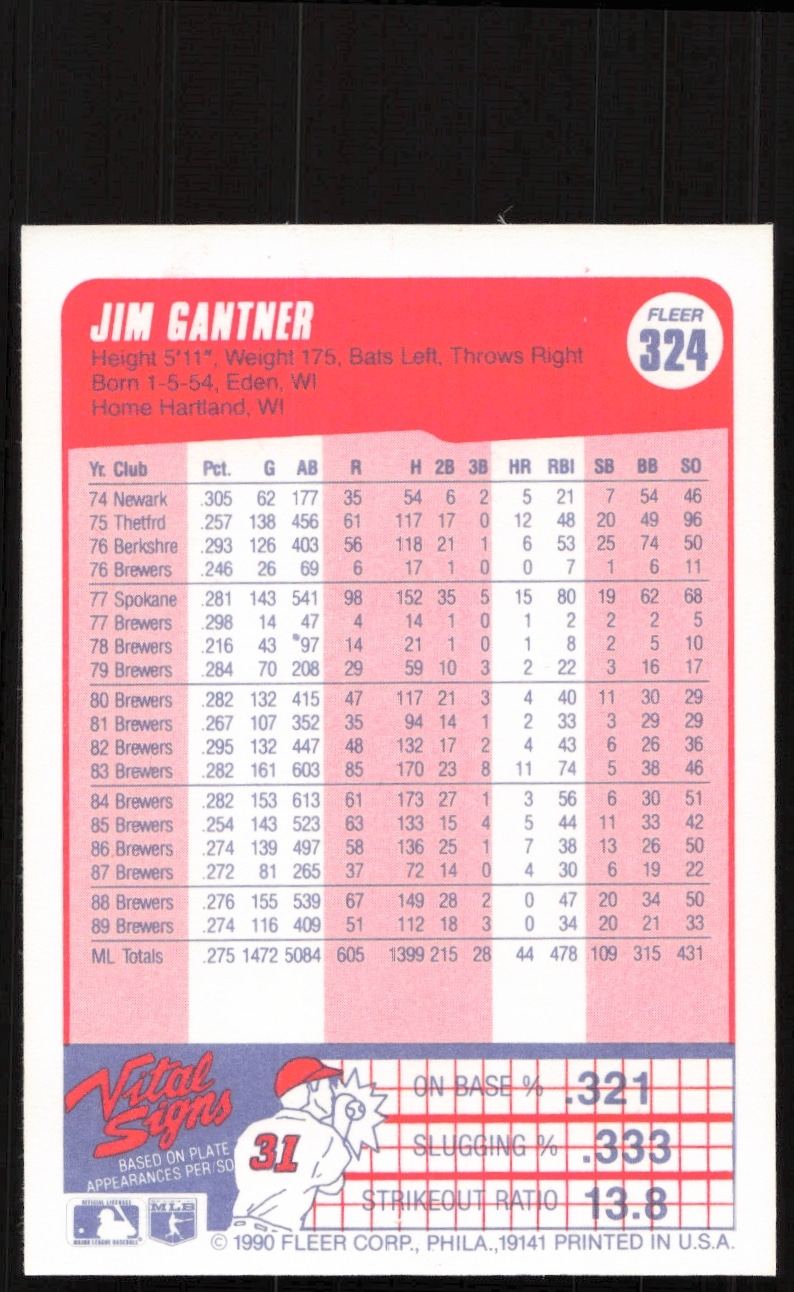 JIM GANTNER
FLEER
324
Height 5'11", Weight 175, Bats Left, Throws Right
Born 1-5-54, Eden, WI
Home Hartland, WI
Yr. Club Pct. G AB R H 2B 3B HR RBI SB BB SO
74 Newark .305 62 177 35 54 6 2 5 21 7 54 46
75 Thetfrd .257 138 456 61 117 17 0 12 48 20 49 96
76 Berkshre .293 126 403 56 118 21 1 6 53 25 74 50
76 Brewers .246 26 69 6 17 1 0 0 7 1 6 11
77 Spokane .281 143 541 98 152 35 5 15 80 19 62 68
77 Brewers .298 14 47 4 14 1 0 1 2 2 2 5
78 Brewers .216 43 97 14 21 1 0 1 8 2 5 10
79 Brewers .284 70 208 29 59 10 3 2 22 3 16 17
80 Brewers .282 132 415 47 117 21 3 4 40 11 30 29
81 Brewers .267 107 352 35 94 14 1 2 33 3 29 29
82 Brewers .295 132 447 48 132 17 2 4 43 6 26 36
83 Brewers .282 161 603 85 170 23 8 11 74 5 38 46
84 Brewers .282 153 613 61 173 27 1 3 56 6 30 51
85 Brewers .254 143 523 63 133 15 4 5 44 11 33 42
86 Brewers .274 139 497 58 136 25 1 7 38 13 26 50
87 Brewers .272 81 265 37 72 14 0 4 30 6 19 22
88 Brewers .276 155 539 67 149 28 2 0 47 20 34 50
89 Brewers .274 116 409 51 112 18 3 0 34 20 21 33
ML Totals .275 1472 5084 605 1399 215 28 44 478 109 315 431
Vital
Signs
BASED ON PLATE
APPEARANCES PER/SO
31
ON BASE % .321
SLUGGING % .333
STRIKEOUT RATIO 13.8
OFFICIAL LICENSEE
MAJOR LEAGUE BASEBALL
MLB
© 1990 FLEER CORP., PHILA.,19141 PRINTED IN U.S.A.